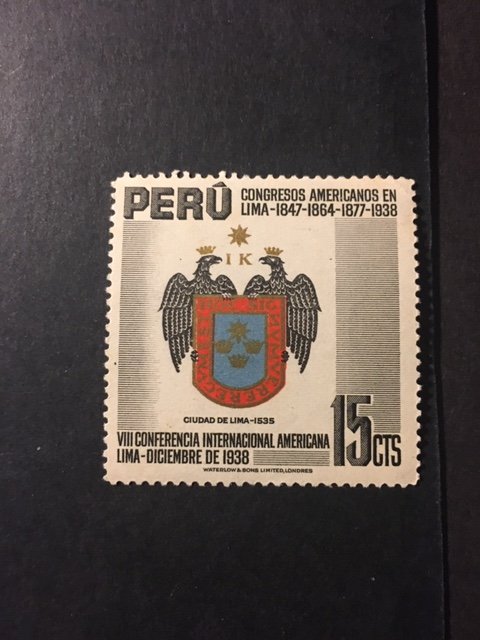 PERÚ
CONGRESOS AMERICANOS EN
LIMA-1847-1864-1877-1938
I K
CIUDAD DE LIMA-1535
VIII CONFERENCIA INTERNACIONAL AMERICANA
LIMA-DICIEMBRE DE 1938
15 CTS
WATERLOW & SONS LIMITED, LONDRES